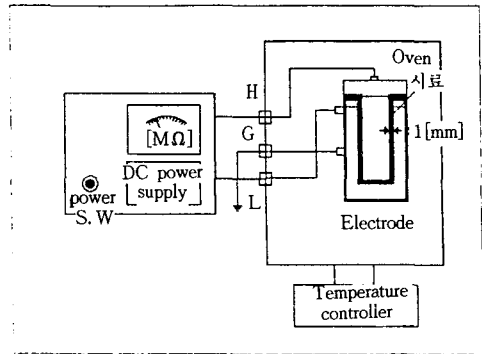 Oven
시료
H
[MΩ]
G
1[mm]
DC power
supply
power
S.W
L
Electrode
Temperature
controller